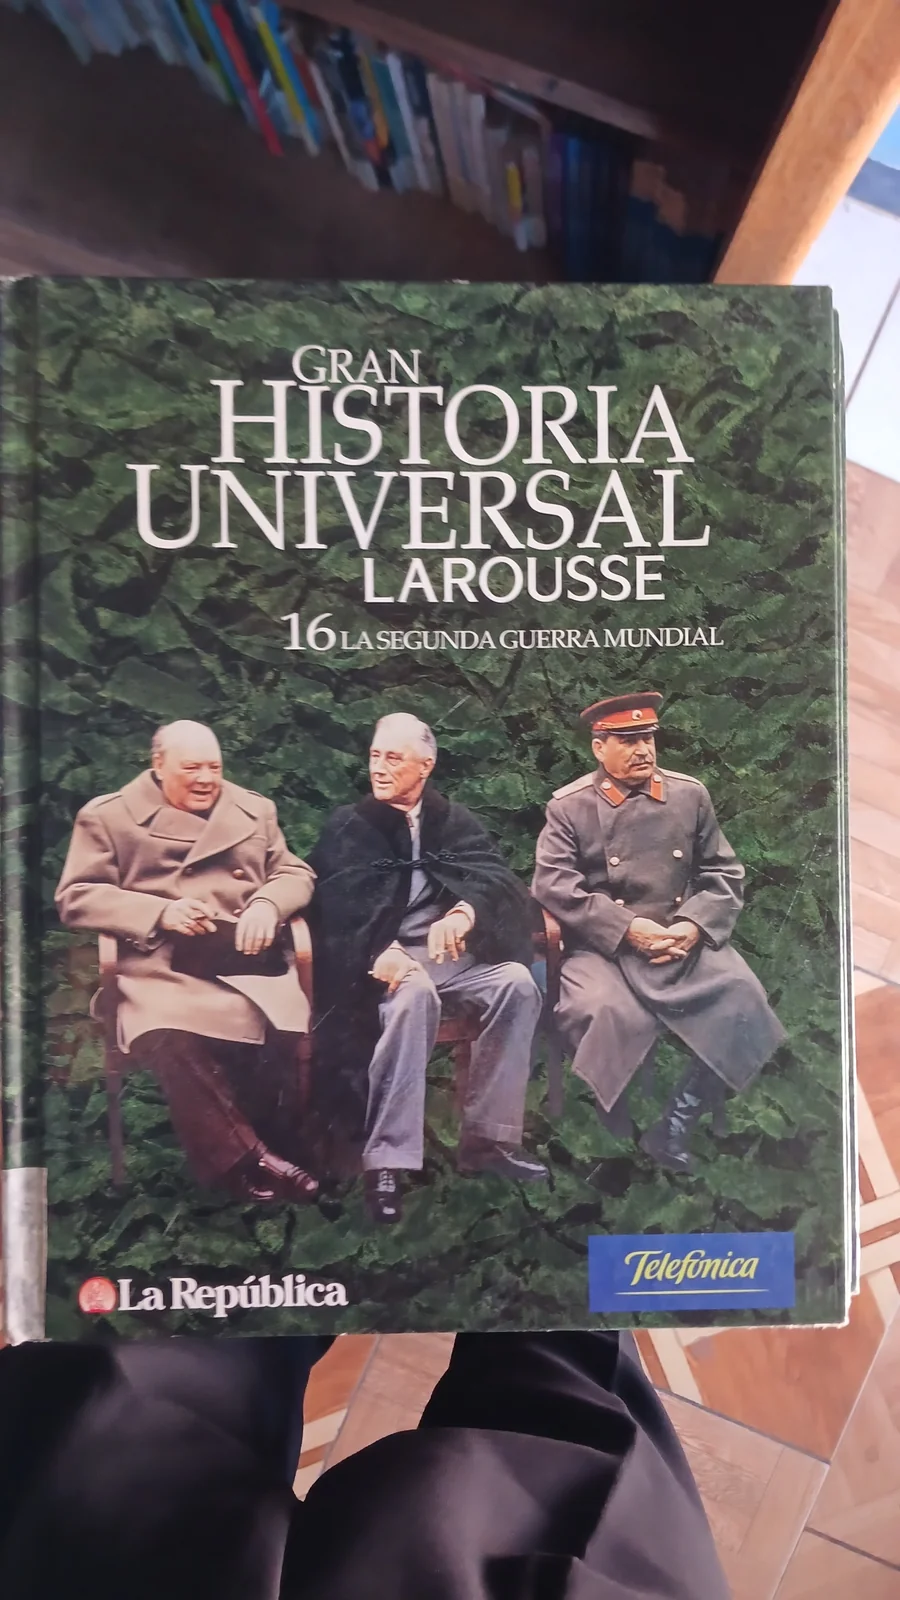 GRAN
HISTORIA
UNIVERSAL
LAROUSSE
16 LA SEGUNDA GUERRA MUNDIAL
La República
Telefónica